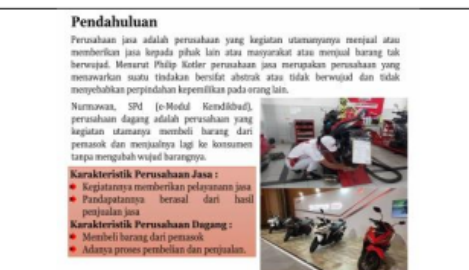 Pendahuluan
Perusahaan jasa adalah perusahaan yang kegiatan utamanyanya menjual atau
memberikan jasa kepada pihak lain atau masyarakat atau menjual barang tak
berwujud. Menurut Philip Kotler perusahaan jasa merupakan perusahaan yang
menawarkan suatu tindakan bersifat abstrak atau tidak berwujud dan tidak
menyebabkan perpindahan kepemilikan pada orang lain.
Nurmawan, SPd (e-Modul Kemdikbud),
perusahaan dagang adalah perusahaan yang
kegiatan utamanya membeli barang dari
pemasok dan menjualnya lagi ke konsumen
tanpa mengubah wujud barangnya.
Karakteristik Perusahaan Jasa :
Kegiatannya memberikan pelayanann jasa
Pandapatannya berasal dari hasil
penjualan jasa
Karakteristik Perusahaan Dagang :
Membeli barang dari pemasok
Adanya proses pembelian dan penjualan.